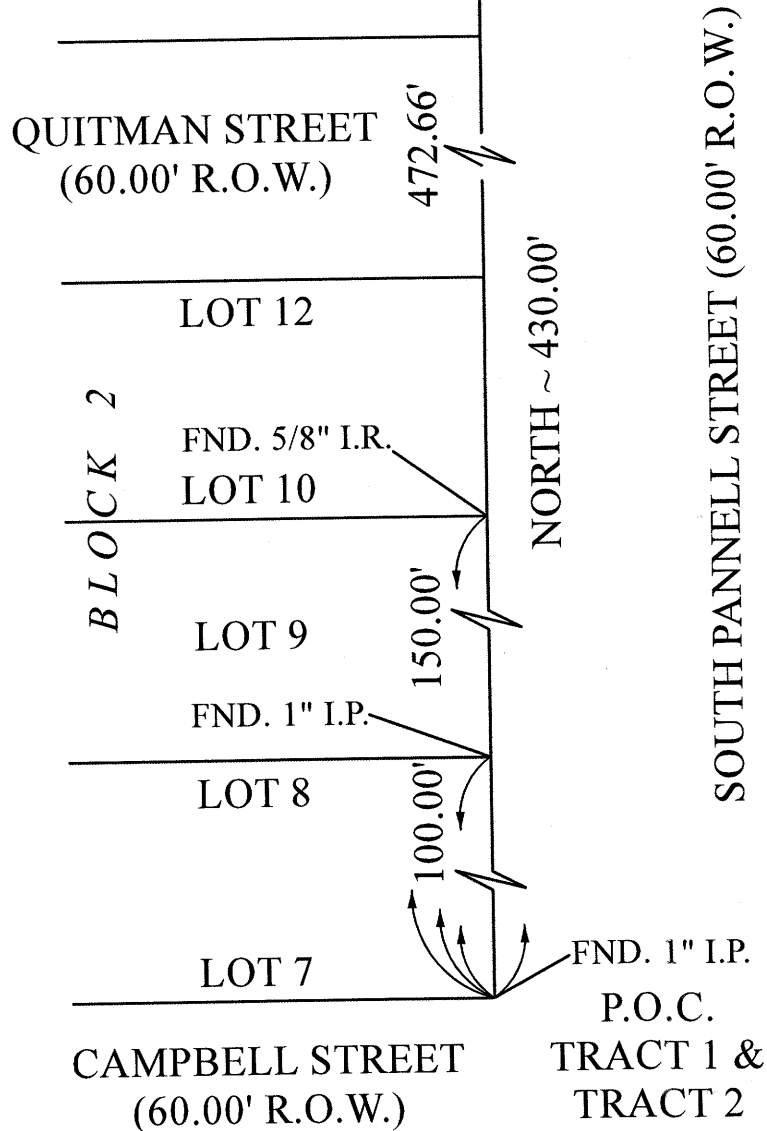 QUITMAN STREET
(60.00' R.O.W.)
472.66'
SOUTH PANNELL STREET (60.00' R.O.W.)
LOT 12
NORTH ~ 430.00'
BLOCK 2
FND. 5/8" I.R.
LOT 10
LOT 9
150.00'
FND. 1" I.P.
LOT 8
100.00'
LOT 7
FND. 1" I.P.
P.O.C.
TRACT 1 &
TRACT 2
CAMPBELL STREET
(60.00' R.O.W.)